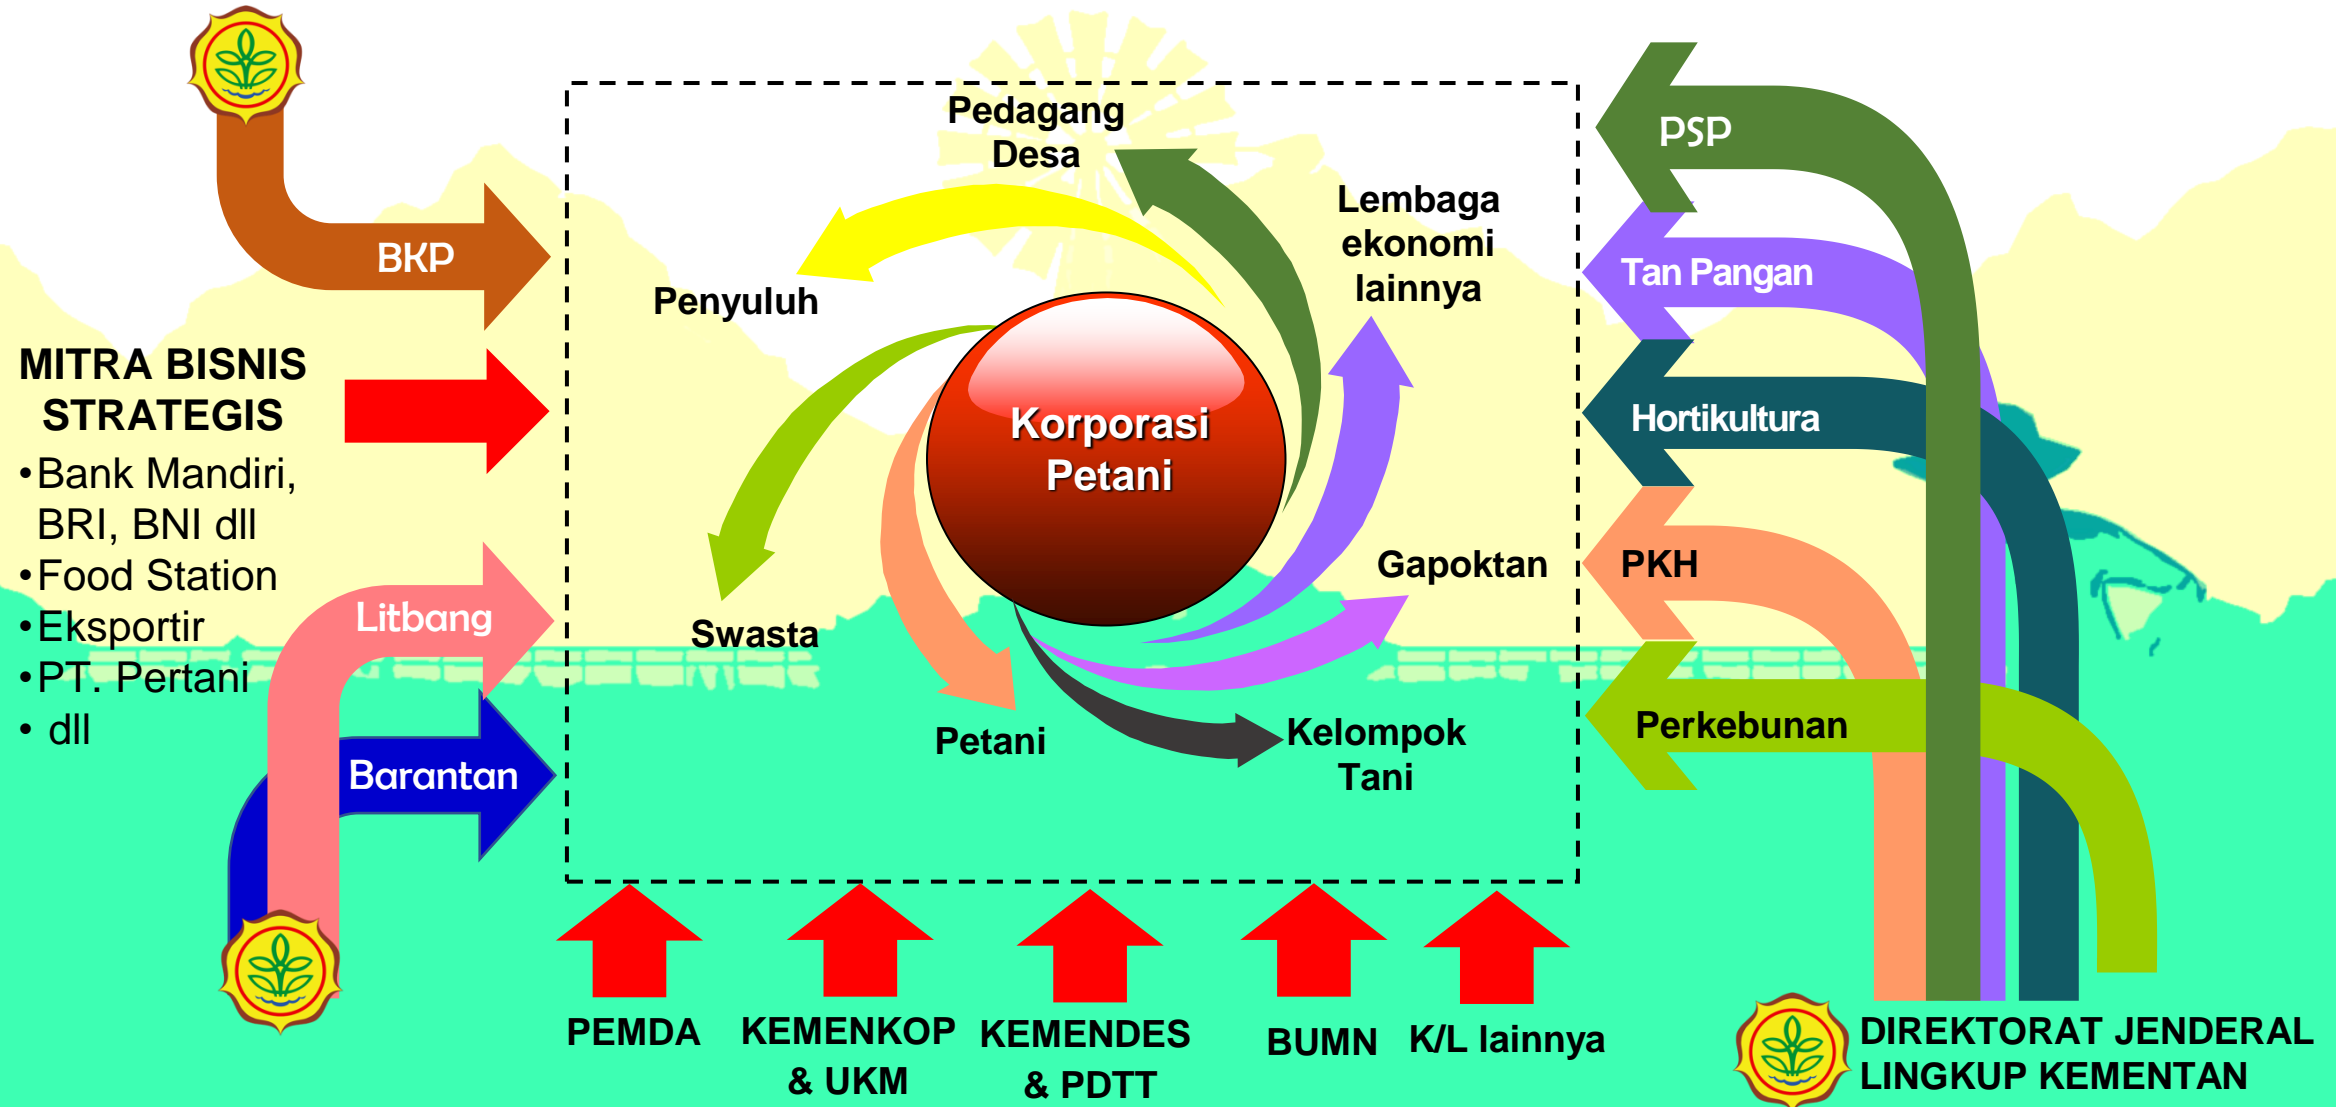 BKP
MITRA BISNIS
STRATEGIS
•Bank Mandiri,
BRI, BNI dll
•Food Station
•Eksportir
•PT. Pertani
• dll
Litbang
Barantan
Pedagang
Desa
Lembaga
ekonomi
lainnya
Penyuluh
Korporasi
Petani
Gapoktan
Swasta
Petani
Kelompok
Tani
PSP
Tan Pangan
Hortikultura
PKH
Perkebunan
PEMDA
KEMENKOP
& UKM
KEMENDES
& PDTT
BUMN
K/L lainnya
DIREKTORAT JENDERAL
LINGKUP KEMENTAN